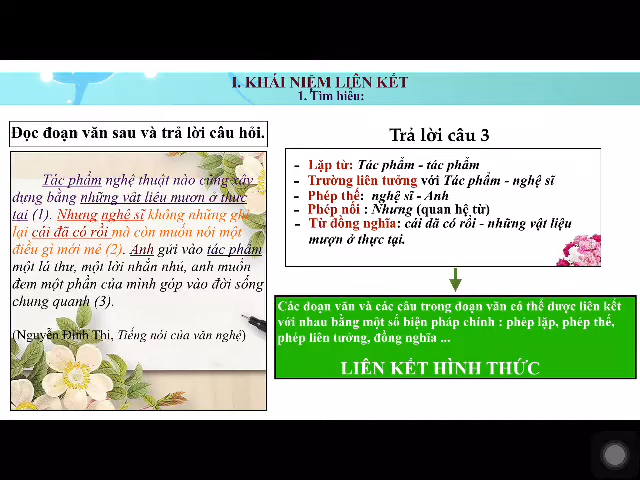 I. KHÁI NIỆM LIÊN KẾT
1. Tìm hiểu:
Đọc đoạn văn sau và trả lời câu hỏi.
Tác phẩm nghệ thuật nào cũng xây
dựng bằng những vật liệu mượn ở thực
tại (1). Nhưng nghệ sĩ không những ghi
lại cái đã có rồi mà còn muốn nói một
điều gì mới mẻ (2). Anh gửi vào tác phẩm
một lá thư, một lời nhắn nhủ, anh muốn
đem một phần của mình góp vào đời sống
chung quanh (3).
(Nguyễn Đình Thi, Tiếng nói của văn nghệ)
Trả lời câu 3
- Lặp từ: Tác phẩm - tác phẩm
- Trường liên tưởng với Tác phẩm - nghệ sĩ
- Phép thế: nghệ sĩ - Anh
- Phép nối : Nhưng (quan hệ từ)
- Từ đồng nghĩa: cái đã có rồi - những vật liệu
mượn ở thực tại.
Các đoạn văn và các câu trong đoạn văn có thể được liên kết
với nhau bằng một số biện pháp chính : phép lặp, phép thế,
phép liên tưởng, đồng nghĩa ...
LIÊN KẾT HÌNH THỨC